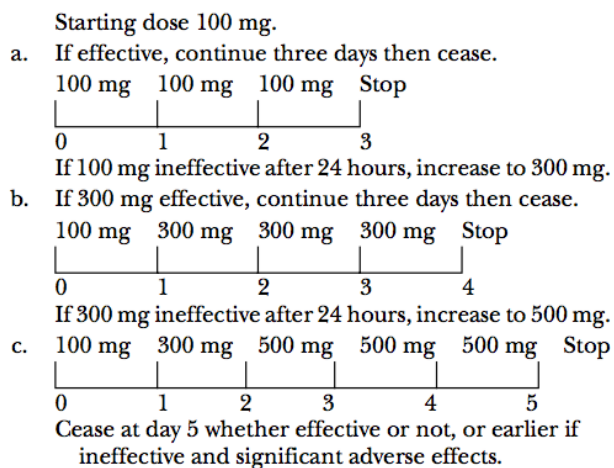 Starting dose 100 mg.
a. If effective, continue three days then cease.
100 mg 100 mg 100 mg Stop
0 1 2 3
If 100 mg ineffective after 24 hours, increase to 300 mg.
b. If 300 mg effective, continue three days then cease.
100 mg 300 mg 300 mg 300 mg Stop
0 1 2 3 4
If 300 mg ineffective after 24 hours, increase to 500 mg.
c. 100 mg 300 mg 500 mg 500 mg 500 mg Stop
0 1 2 3 4 5
Cease at day 5 whether effective or not, or earlier if
ineffective and significant adverse effects.